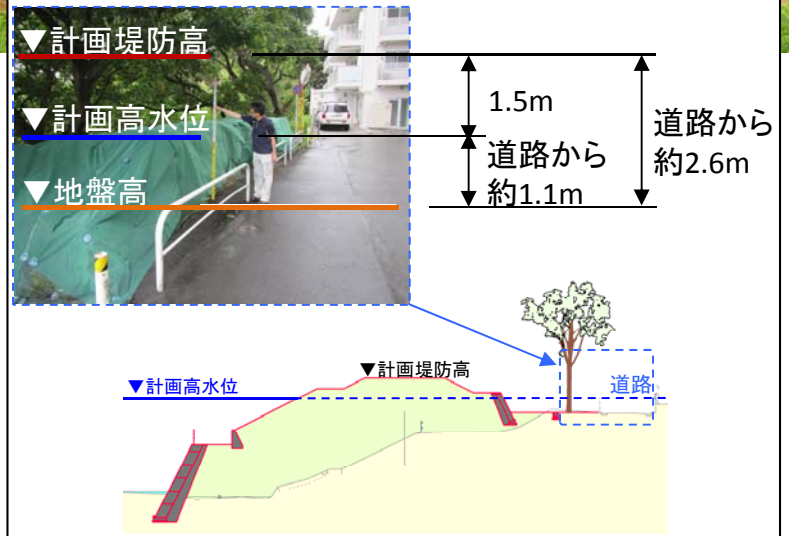 ▼計画堤防高
▼計画高水位
▼地盤高
1.5m
道路から
約1.1m
道路から
約2.6m
▼計画堤防高
▼計画高水位
道路